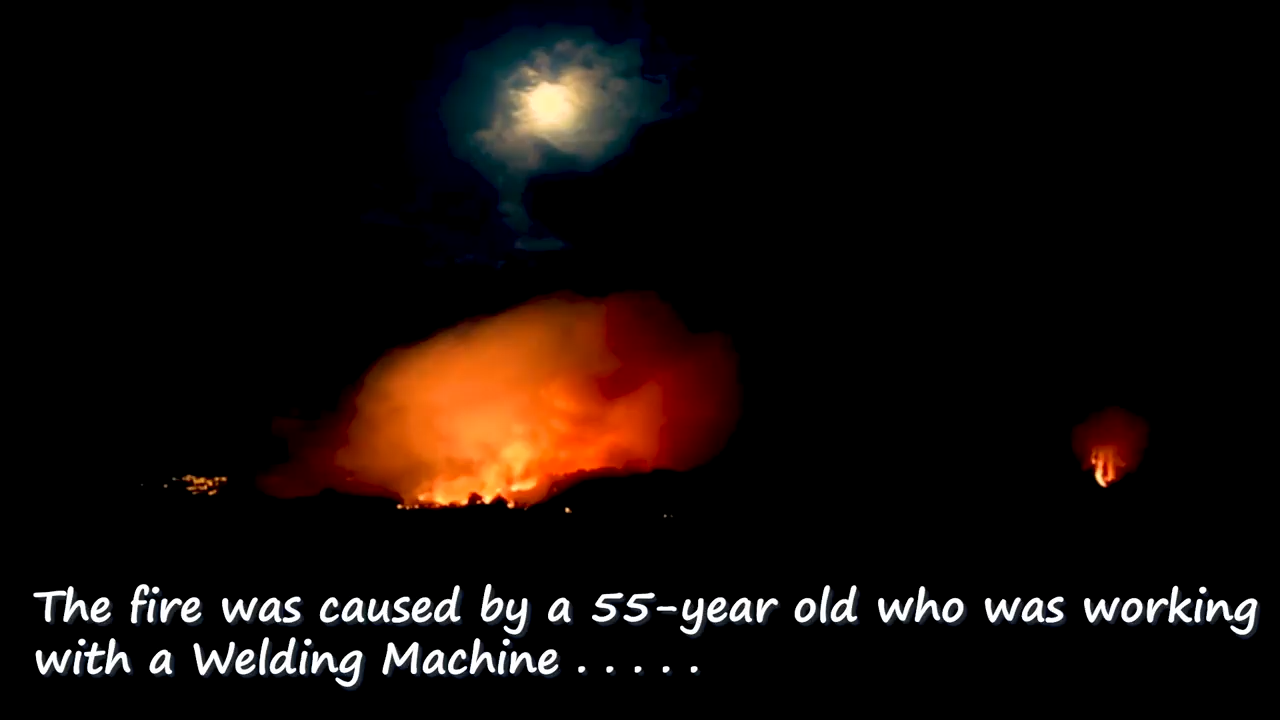 The fire was caused by a 55-year old who was working
with a Welding Machine . . . . .